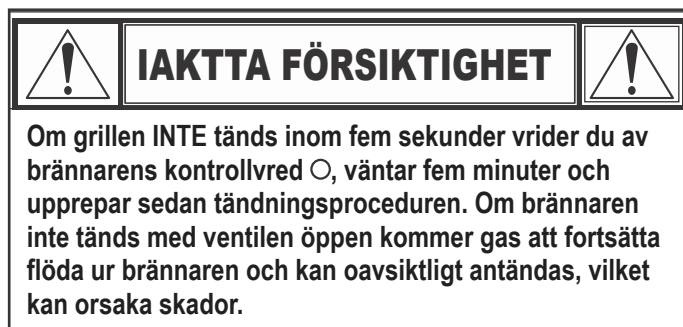 IAKTTA FÖRSIKTIGHET
Om grillen INTE tänds inom fem sekunder vrider du av
brännarens kontrollvred ○, väntar fem minuter och
upprepar sedan tändningsproceduren. Om brännaren
inte tänds med ventilen öppen kommer gas att fortsätta
flöda ur brännaren och kan oavsiktligt antändas, vilket
kan orsaka skador.